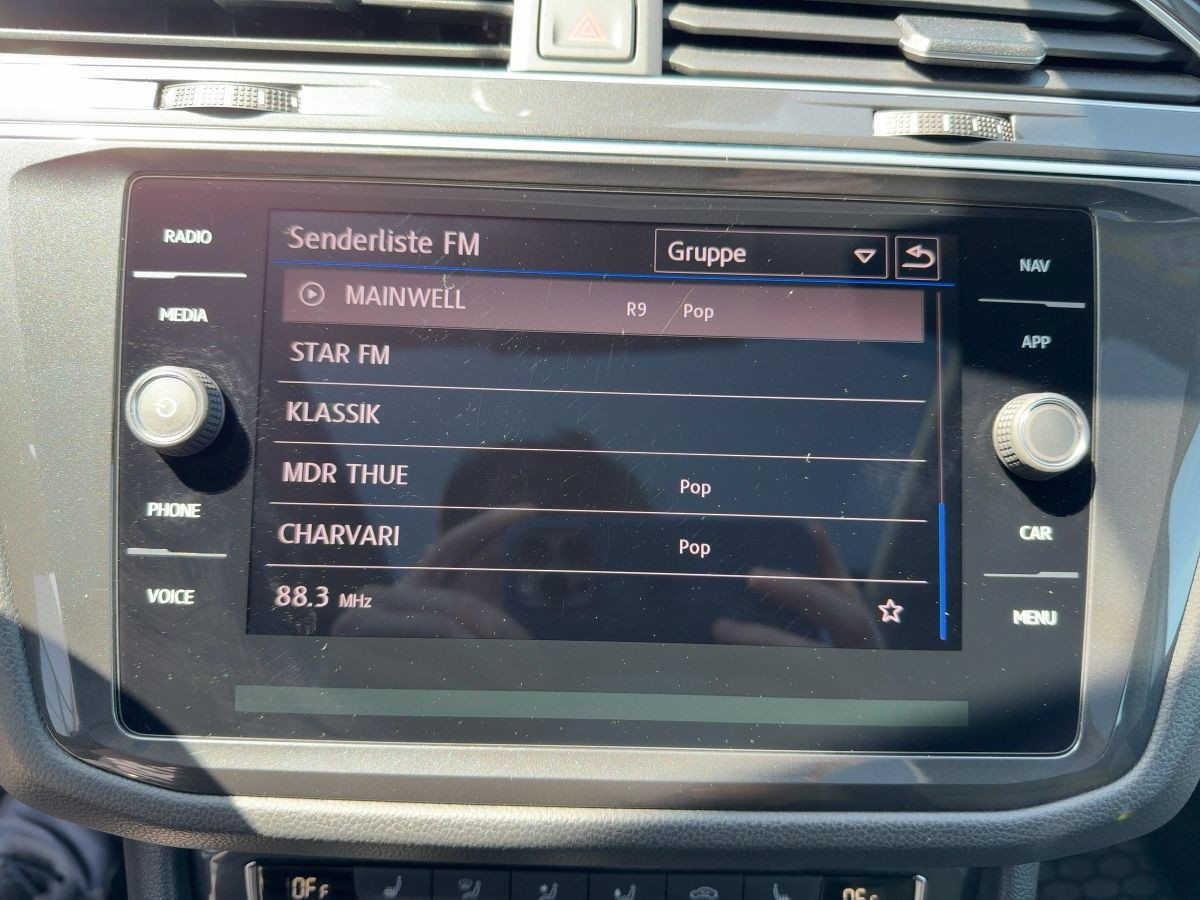 RADIO
MEDIA
PHONE
VOICE
Senderliste FM
Gruppe
MAINWELL R9 Pop
STAR FM
KLASSIK
MDR THUE Pop
CHARVARI Pop
88.3 MHz
NAV
APP
CAR
MENU
OFF
OFF